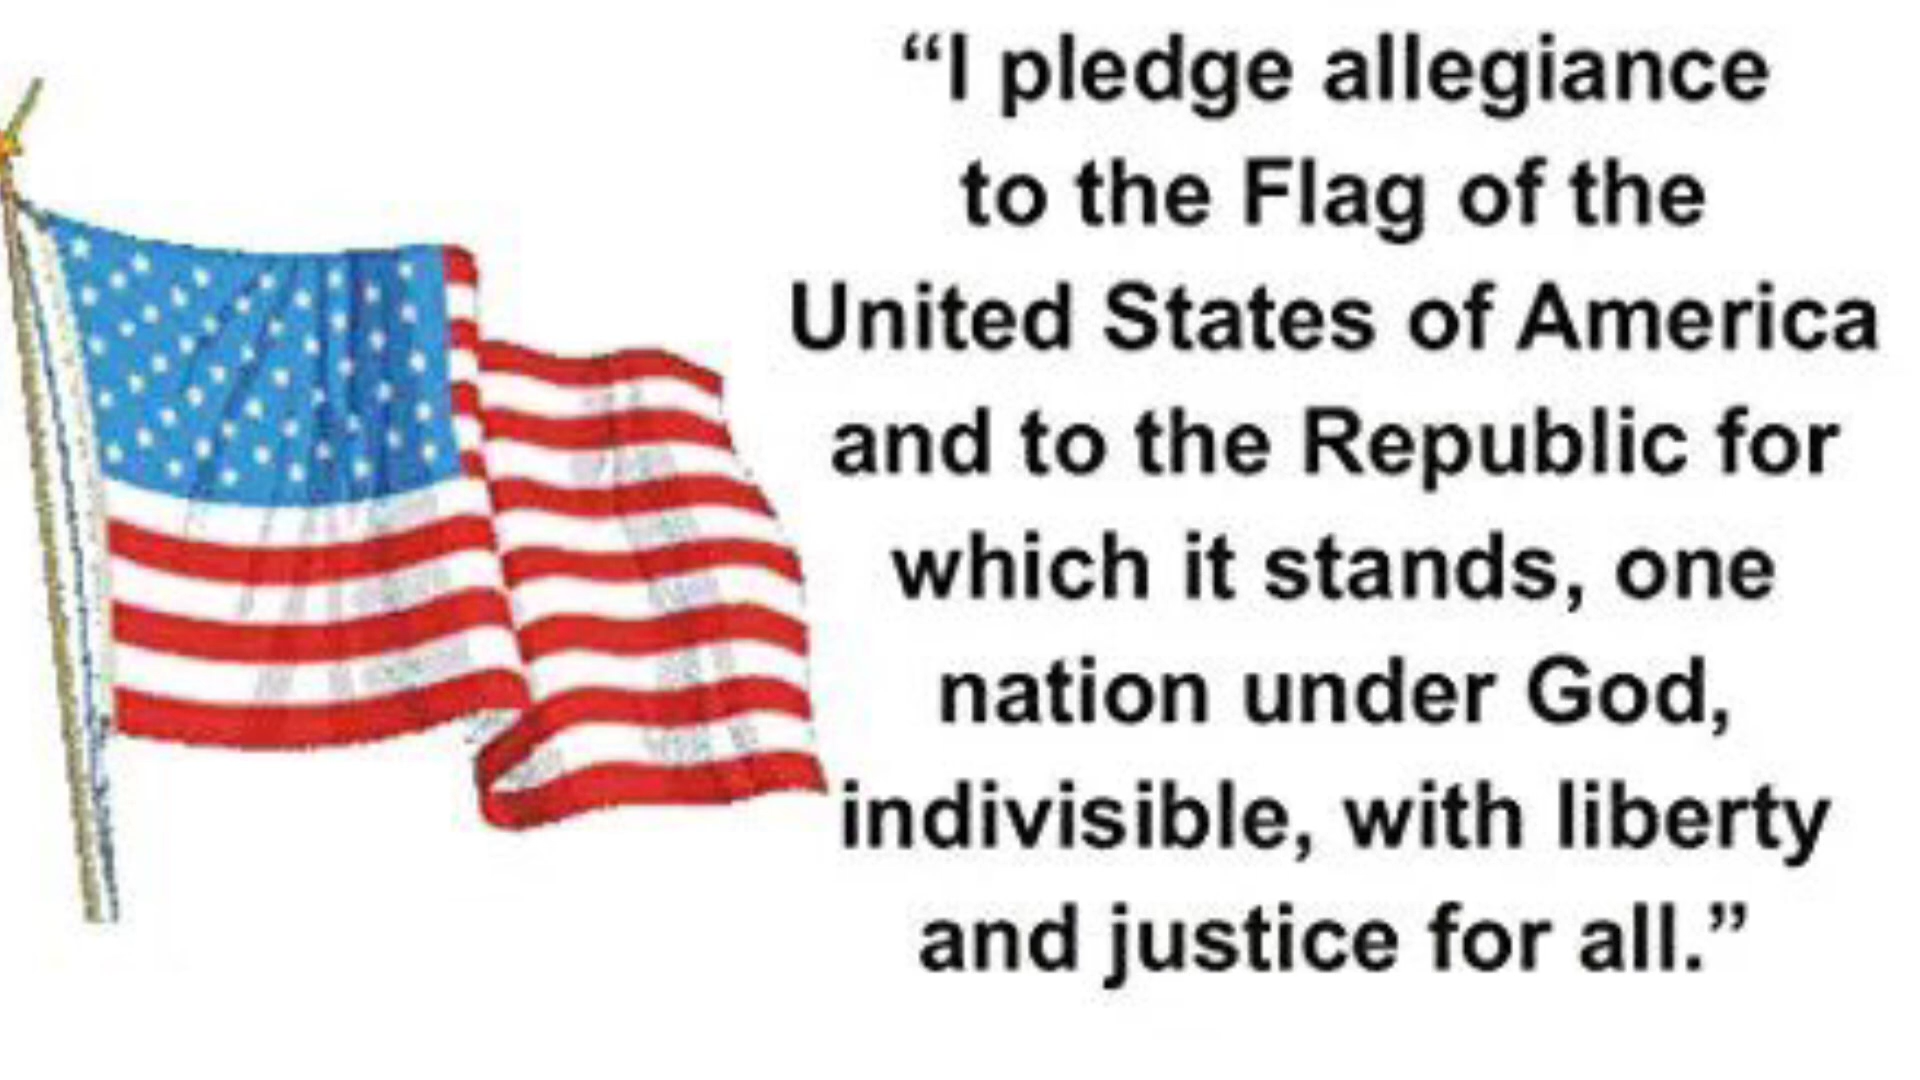 “I pledge allegiance
to the Flag of the
United States of America
and to the Republic for
which it stands, one
nation under God,
indivisible, with liberty
and justice for all.”